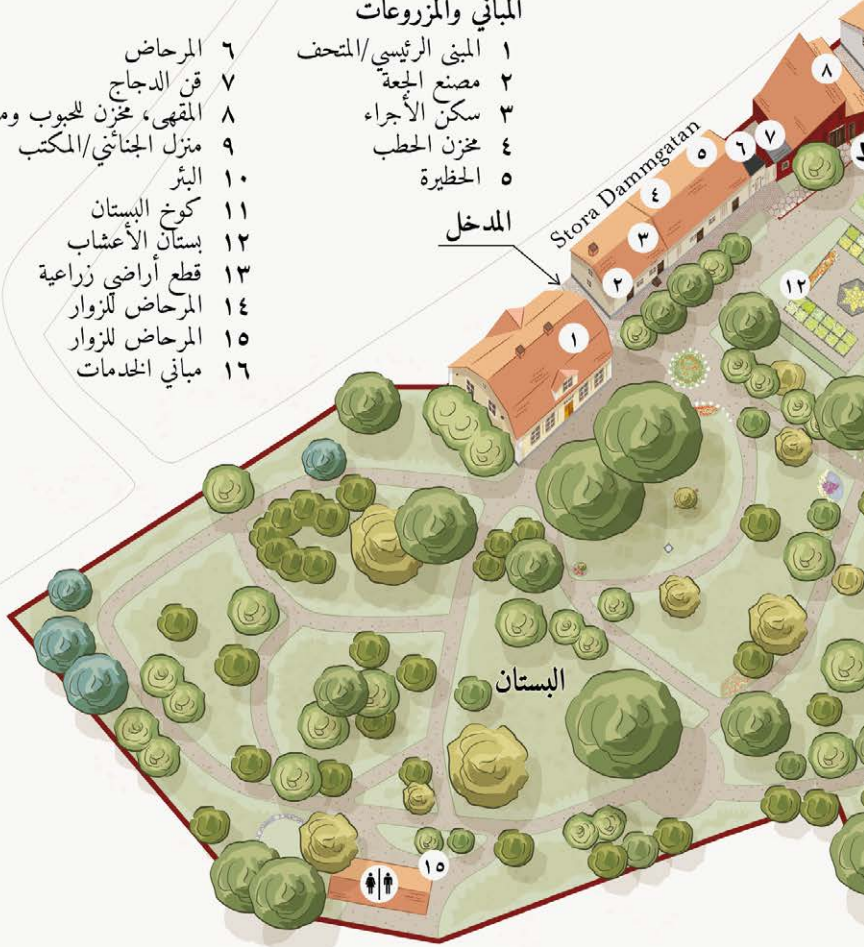 المباني والمزروعات
١ المبنى الرئيسي/المتحف
٢ مصنع الجعة
٣ سكن الأجراء
٤ مخزن الحطب
٥ الحظيرة
٦ المرحاض
٧ قن الدجاج
٨ المقهى، مخزن للحبوب
٩ منزل الجنائني/المكتب
١٠ البئر
١١ كوخ البستان
١٢ بستان الأعشاب
١٣ قطع أراضي زراعية
١٤ المرحاض للزوار
١٥ المرحاض للزوار
١٦ مباني الخدمات
المدخل
Stora Dammgatan
٨
٧
٦
٥
٤
٣
٢
١
١٢
البستان
١٥